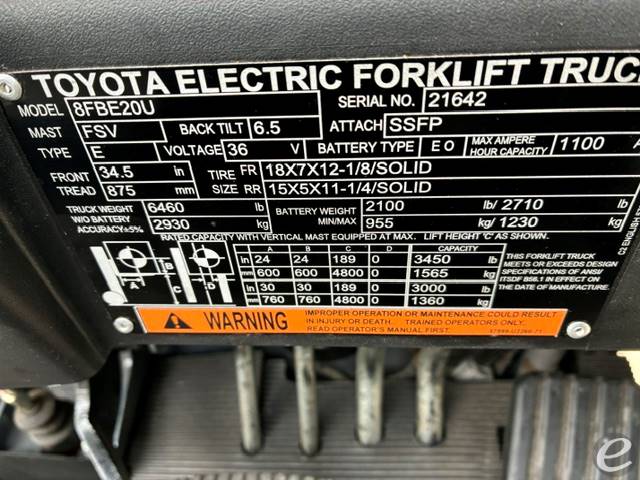 TOYOTA ELECTRIC FORKLIFT TRUC
MODEL 8FBE20U SERIAL NO. 21642
MAST FSV BACK TILT 6.5 ATTACH SSFP
TYPE E VOLTAGE 36 V BATTERY TYPE E O MAX AMPERE HOUR CAPACITY 1100 A
FRONT 34.5 in TIRE FR 18X7X12-1/8/SOLID
TREAD 875 mm SIZE RR 15X5X11-1/4/SOLID
TRUCK WEIGHT 6460 lb BATTERY WEIGHT 2100 lb/ 2710
W/O BATTERY
ACCURACY±5% 2930 kg MIN/MAX 955 kg/ 1230 kg
RATED CAPACITY WITH VERTICAL MAST EQUIPPED AT MAX. LIFT HEIGHT 'C' AS SHOWN.
A B C D CAPACITY
in 24 24 189 0 3450 lb
mm 600 600 4800 0 1565 kg
in 30 30 189 0 3000 lb
mm 760 760 4800 0 1360 kg
A B C D
THIS FORKLIFT TRUCK
MEETS OR EXCEEDS DESIGN
SPECIFICATIONS OF ANSI/
ITSDF B56.1 IN EFFECT ON
THE DATE OF MANUFACTURE.
WARNING
IMPROPER OPERATION OR MAINTENANCE COULD RESULT
IN INJURY OR DEATH. TRAINED OPERATORS ONLY.
READ OPERATOR'S MANUAL FIRST.
e